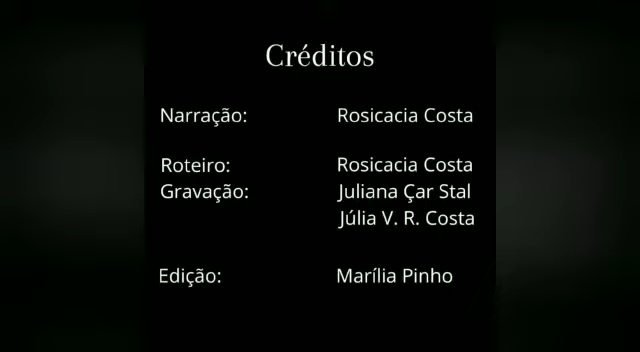 Créditos
Narração: Rosicacia Costa
Roteiro: Rosicacia Costa
Gravação: Juliana Çar Stal
Júlia V. R. Costa
Edição: Marília Pinho